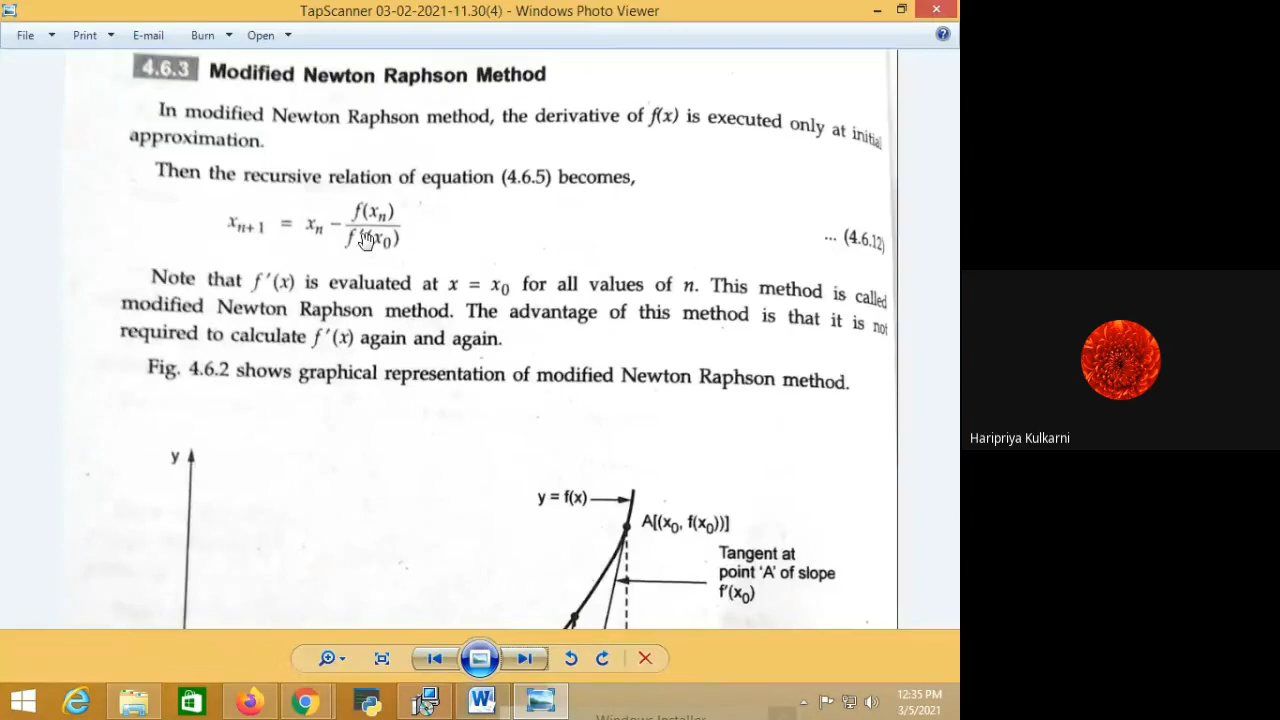 TapScanner 03-02-2021-11.30(4) - Windows Photo Viewer
File Print E-mail Burn Open
4.6.3 Modified Newton Raphson Method
In modified Newton Raphson method, the derivative of f(x) is executed only at initial
approximation.
Then the recursive relation of equation (4.6.5) becomes,
xₙ₊₁ = xₙ − f(xₙ) / f'(x₀) ... (4.6.12)
Note that f'(x) is evaluated at x = x₀ for all values of n. This method is called
modified Newton Raphson method. The advantage of this method is that it is not
required to calculate f'(x) again and again.
Fig. 4.6.2 shows graphical representation of modified Newton Raphson method.
y
y = f(x)
A[(x₀, f(x₀))]
Tangent at
point 'A' of slope
f'(x₀)
Haripriya Kulkarni
Windows Installer
12:35 PM
3/5/2021